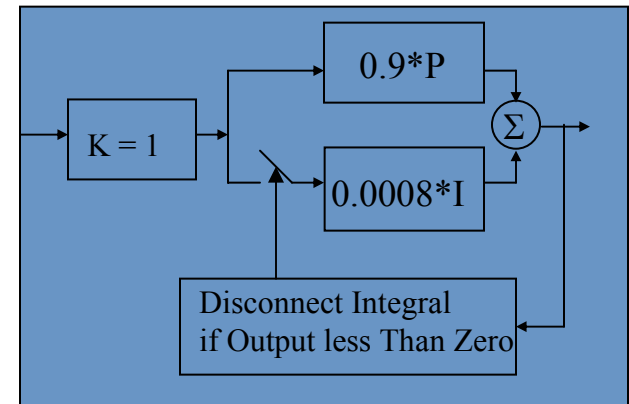 0.9*P
K = 1
Σ
0.0008*I
Disconnect Integral
if Output less Than Zero